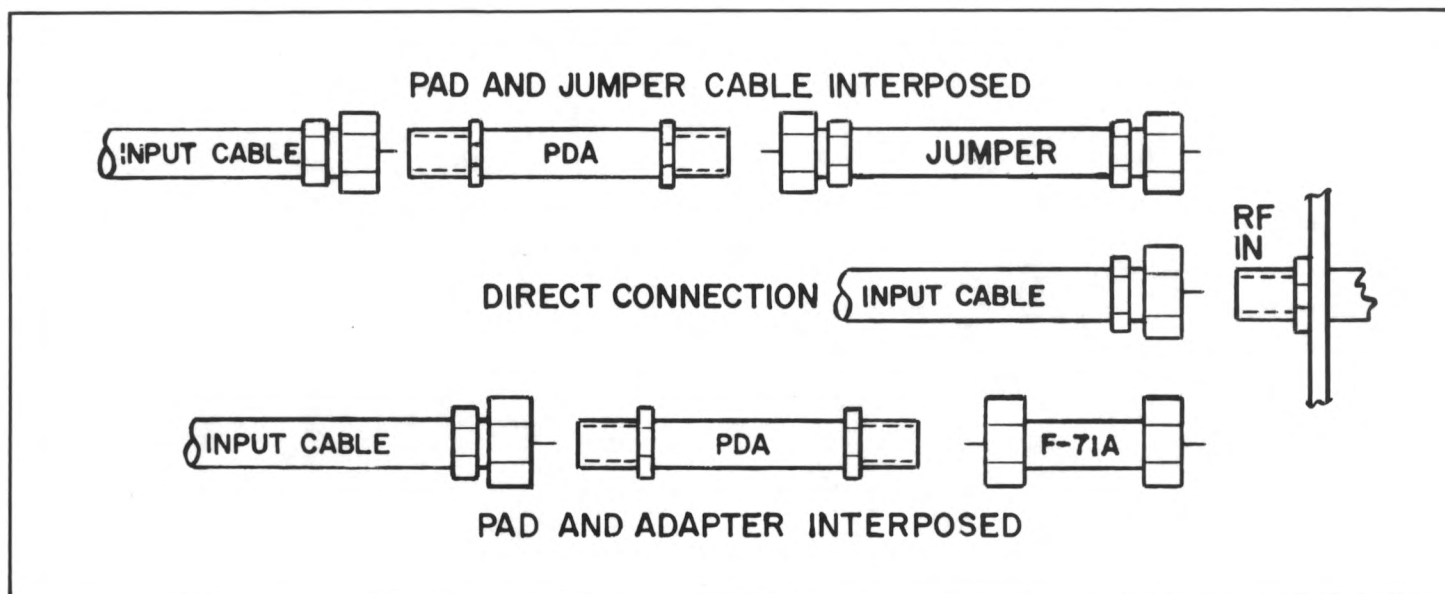 PAD AND JUMPER CABLE INTERPOSED
INPUT CABLE
PDA
JUMPER
RF
IN
DIRECT CONNECTION
INPUT CABLE
INPUT CABLE
PDA
F-71A
PAD AND ADAPTER INTERPOSED